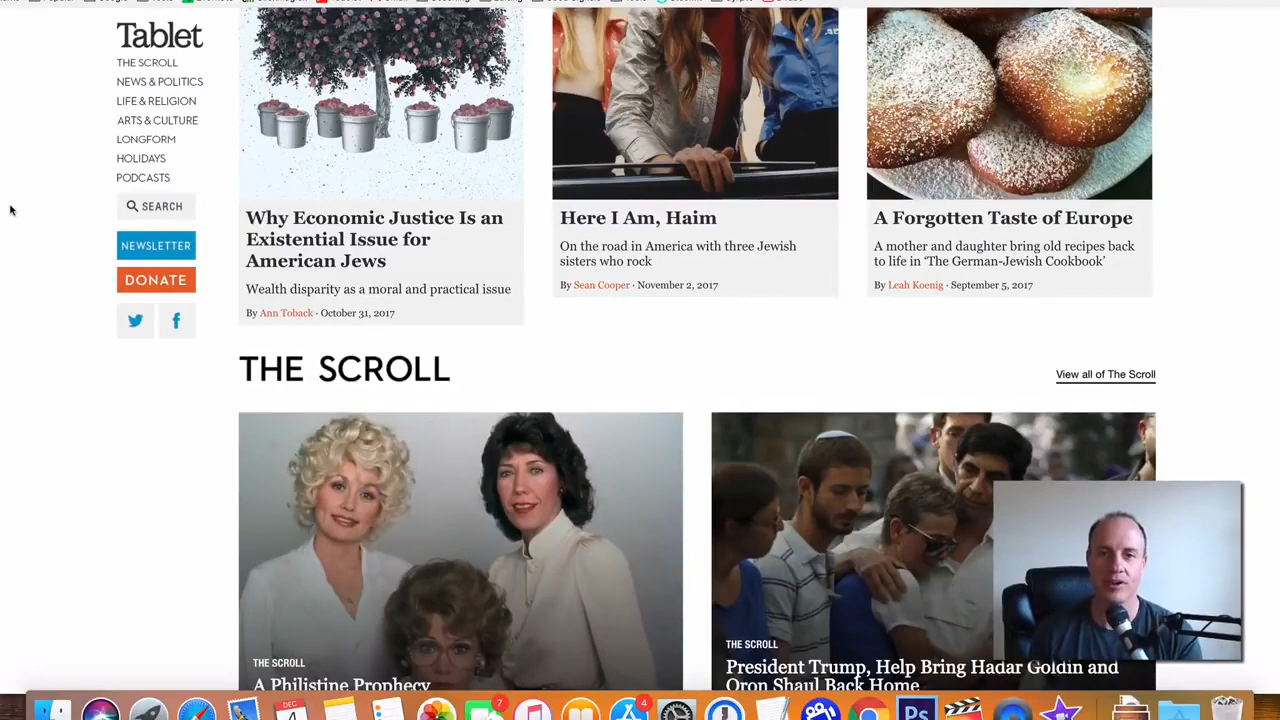 Tablet
THE SCROLL
NEWS & POLITICS
LIFE & RELIGION
ARTS & CULTURE
LONGFORM
HOLIDAYS
PODCASTS
SEARCH
NEWSLETTER
DONATE
Why Economic Justice Is an
Existential Issue for
American Jews
Wealth disparity as a moral and practical issue
By Ann Toback · October 31, 2017
Here I Am, Haim
On the road in America with three Jewish
sisters who rock
By Sean Cooper · November 2, 2017
A Forgotten Taste of Europe
A mother and daughter bring old recipes back
to life in ‘The German-Jewish Cookbook’
By Leah Koenig · September 5, 2017
THE SCROLL
View all of The Scroll
THE SCROLL
A Philistine Prophecy
THE SCROLL
President Trump, Help Bring Hadar Goldin and
Oron Shaul Back Home
DEC
4
7
4
Ps